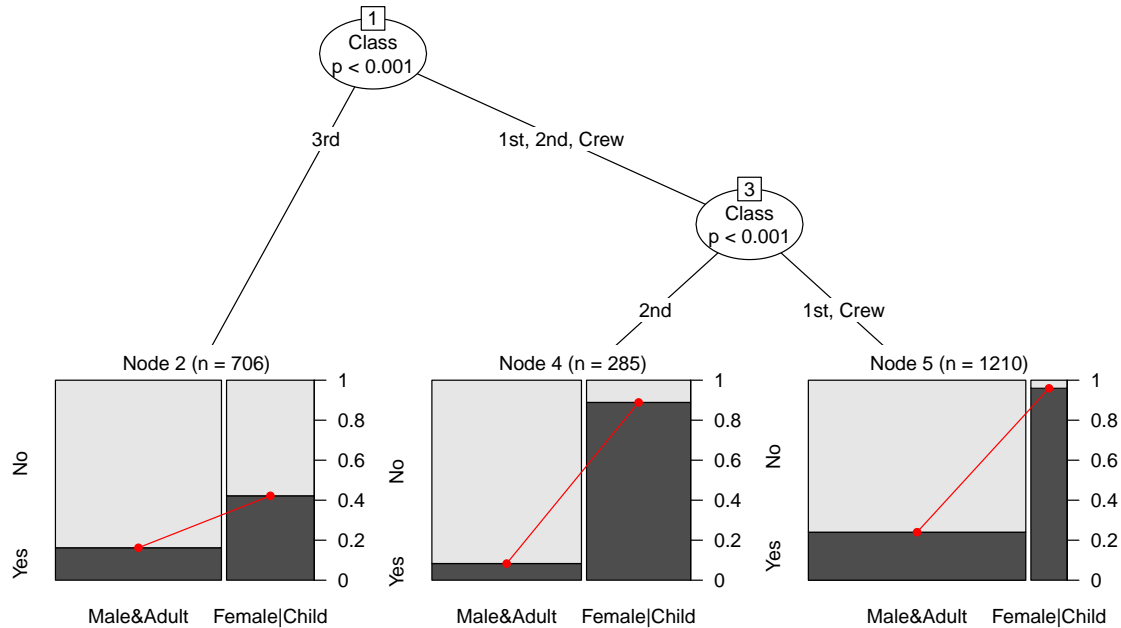 1
Class
p < 0.001
3rd
1st, 2nd, Crew
3
Class
p < 0.001
2nd
1st, Crew
Node 2 (n = 706)
No
Yes
1
0.8
0.6
0.4
0.2
0
Male&Adult
Female|Child
Node 4 (n = 285)
No
Yes
1
0.8
0.6
0.4
0.2
0
Male&Adult
Female|Child
Node 5 (n = 1210)
No
Yes
1
0.8
0.6
0.4
0.2
0
Male&Adult
Female|Child